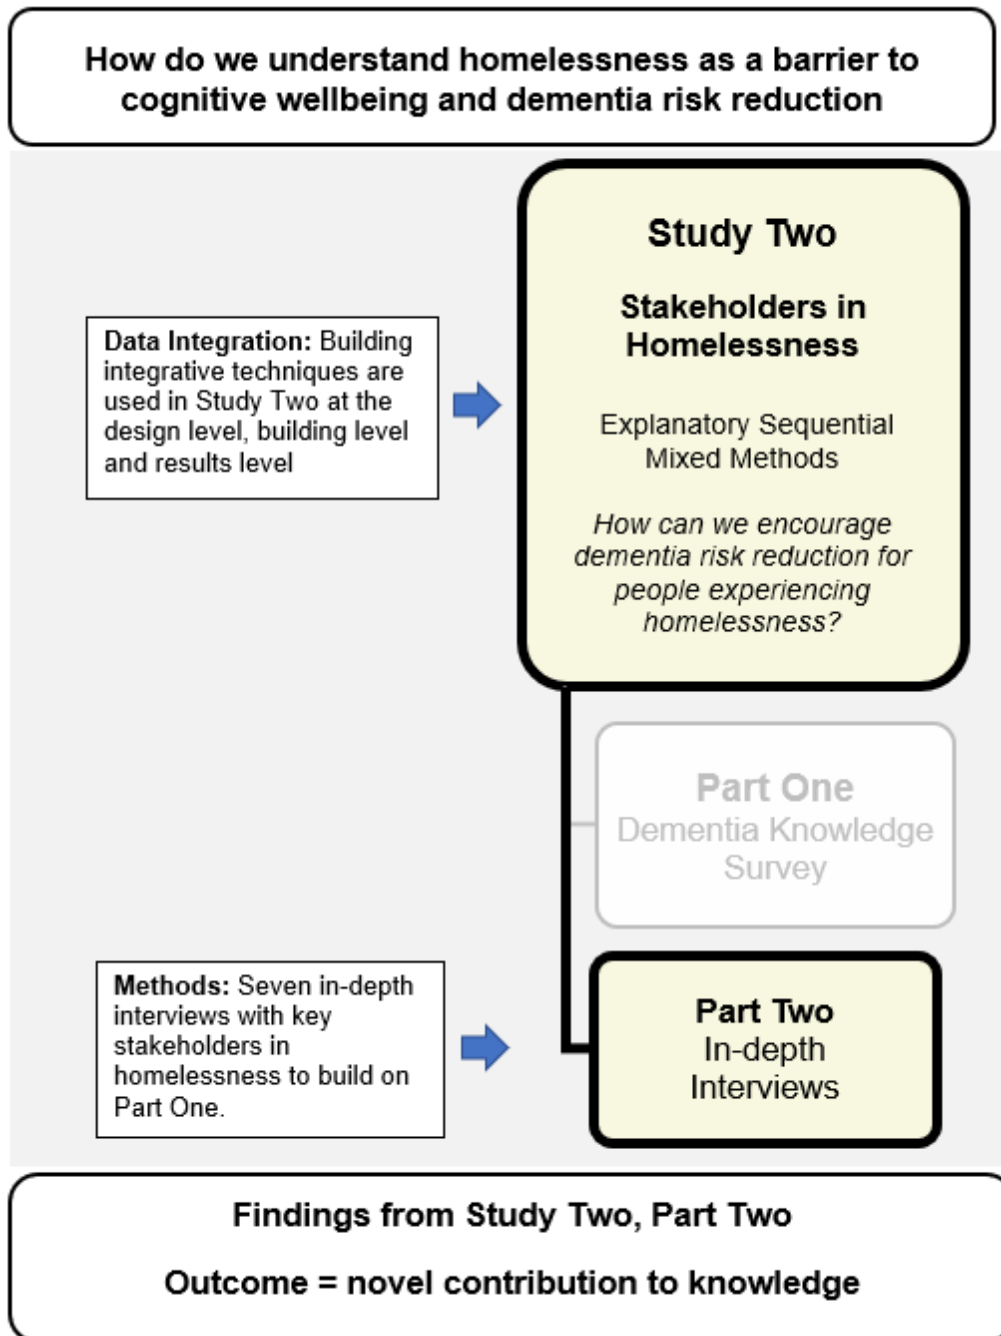 How do we understand homelessness as a barrier to
cognitive wellbeing and dementia risk reduction
Study Two
Stakeholders in
Homelessness
Explanatory Sequential
Mixed Methods
How can we encourage
dementia risk reduction for
people experiencing
homelessness?
Data Integration: Building
integrative techniques are
used in Study Two at the
design level, building level
and results level
Part One
Dementia Knowledge
Survey
Methods: Seven in-depth
interviews with key
stakeholders in
homelessness to build on
Part One.
Part Two
In-depth
Interviews
Findings from Study Two, Part Two
Outcome = novel contribution to knowledge